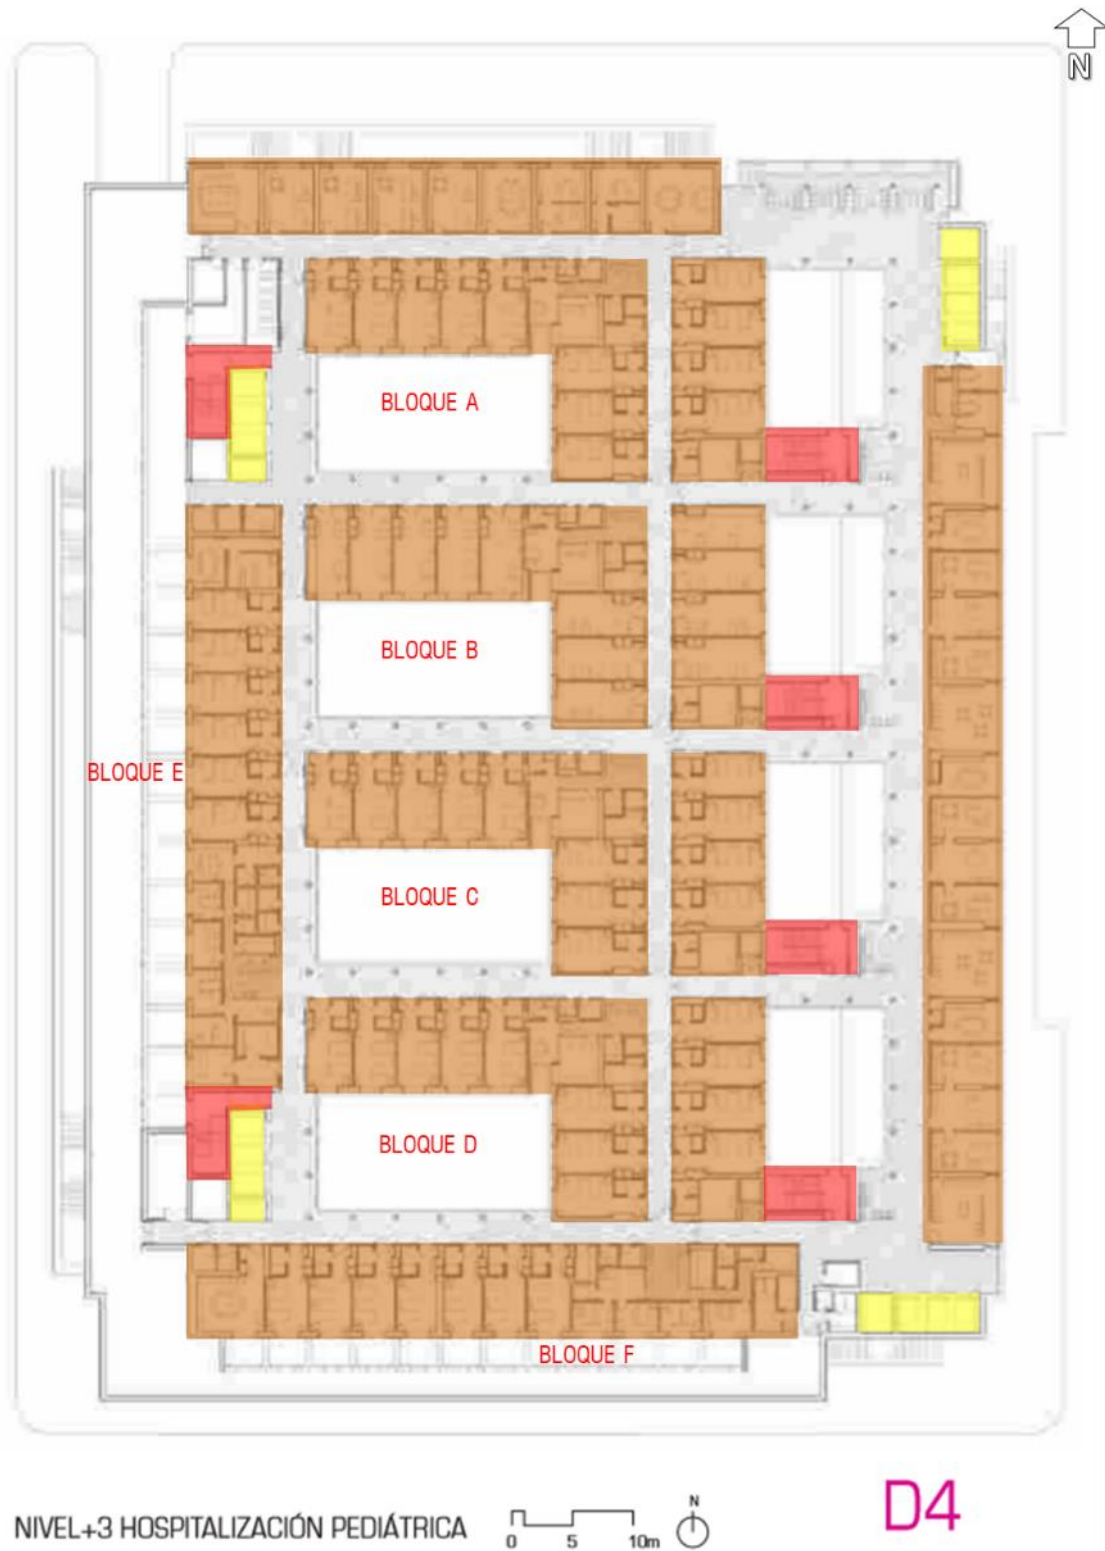 N
BLOQUE A
BLOQUE B
BLOQUE E
BLOQUE C
BLOQUE D
BLOQUE F
D4
NIVEL+3 HOSPITALIZACIÓN PEDIÁTRICA
0 5 10m
N